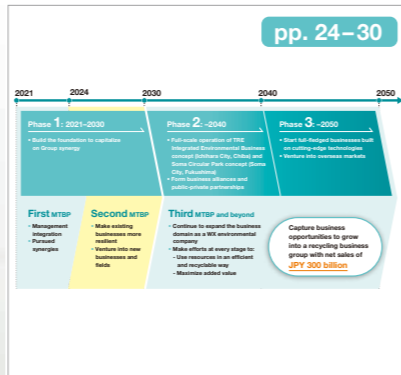 pp. 24–30
2021 2024 2030 2040 2050
Phase 1: 2021–2030
• Build the foundation to capitalize
on Group synergy
Phase 2: –2040
• Full-scale operation of TRE
Integrated Environmental Business
concept (Ichihara City, Chiba) and
Soma Circular Park concept (Soma
City, Fukushima)
• Form business alliances and
public-private partnerships
Phase 3: –2050
• Start full-fledged businesses built
on cutting-edge technologies
• Venture into overseas markets
First MTBP
• Management
integration
• Pursued
synergies
Second MTBP
• Make existing
businesses more
resilient
• Venture into new
businesses and
fields
Third MTBP and beyond
• Continue to expand the business
domain as a WX environmental
company
• Make efforts at every stage to:
- Use resources in an efficient
and recyclable way
- Maximize added value
Capture business
opportunities to grow
into a recycling business
group with net sales of
JPY 300 billion